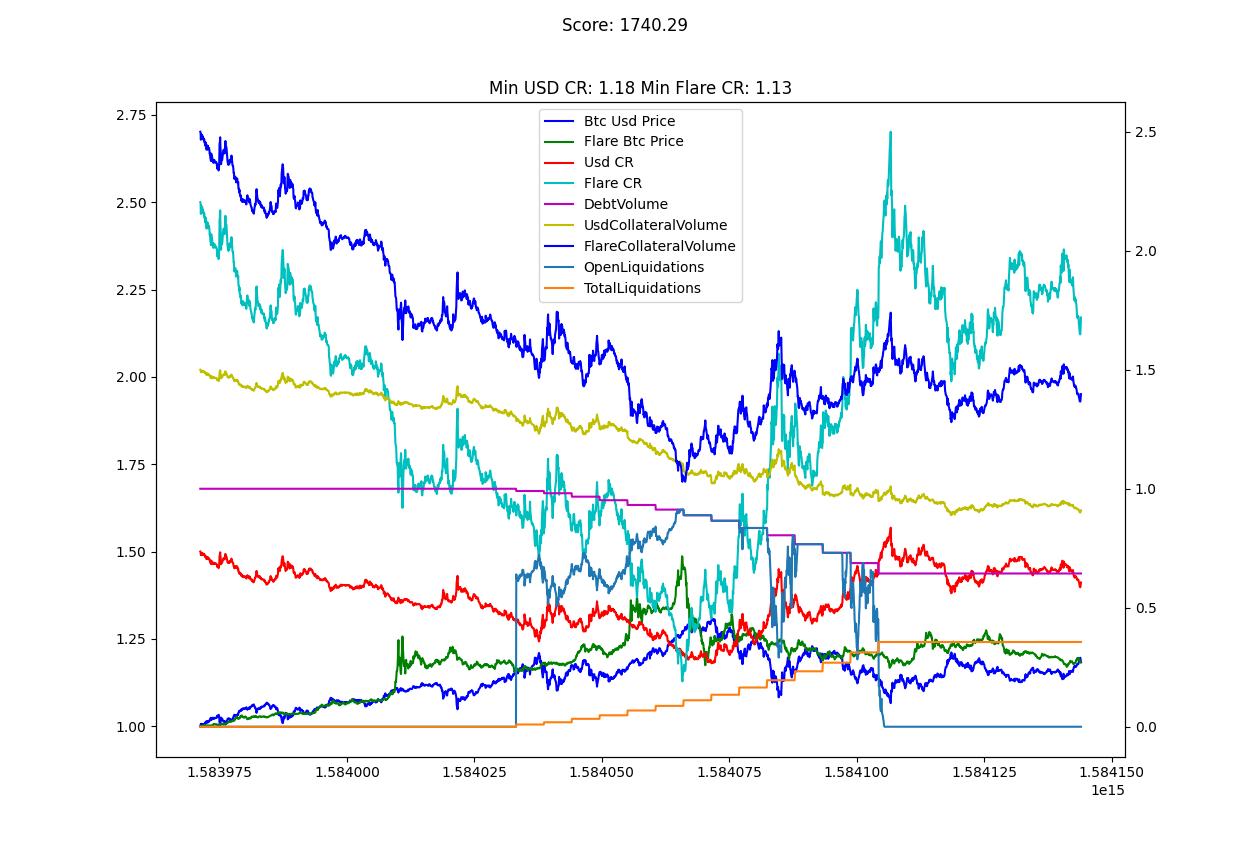 Score: 1740.29
Min USD CR: 1.18 Min Flare CR: 1.13
2.75
2.50
2.25
2.00
1.75
1.50
1.25
1.00
Btc Usd Price
Flare Btc Price
Usd CR
Flare CR
DebtVolume
UsdCollateralVolume
FlareCollateralVolume
OpenLiquidations
TotalLiquidations
2.5
2.0
1.5
1.0
0.5
0.0
1.583975 1.584000 1.584025 1.584050 1.584075 1.584100 1.584125 1.584150
1e15